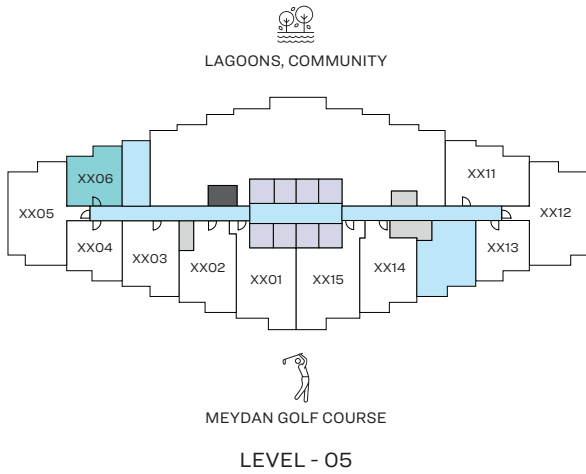 LAGOONS, COMMUNITY
XX06
XX11
XX05
XX12
XX04
XX03
XX02
XX01
XX15
XX14
XX13
MEYDAN GOLF COURSE
LEVEL - 05